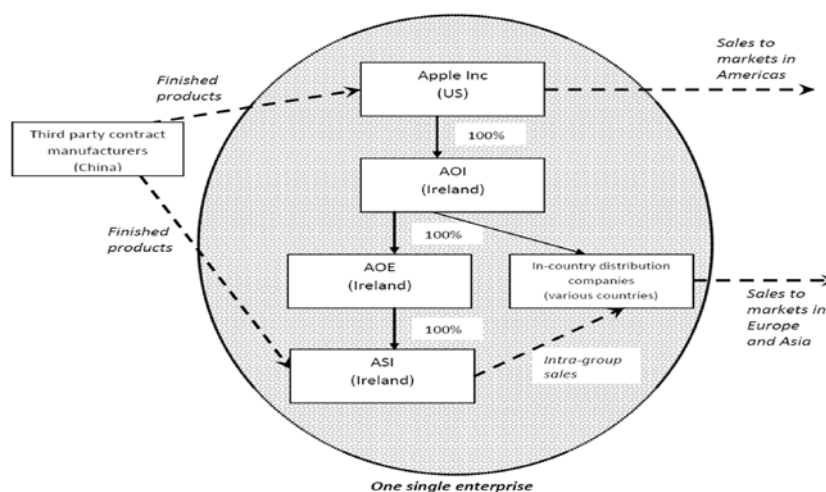 Finished
products
Apple Inc
(US)
Sales to
markets in
Americas
Third party contract
manufacturers
(China)
100%
AOI
(Ireland)
Finished
products
100%
AOE
(Ireland)
In-country distribution
companies
(various countries)
100%
Sales to
markets in
Europe
and Asia
ASI
(Ireland)
Intra-group
sales
One single enterprise